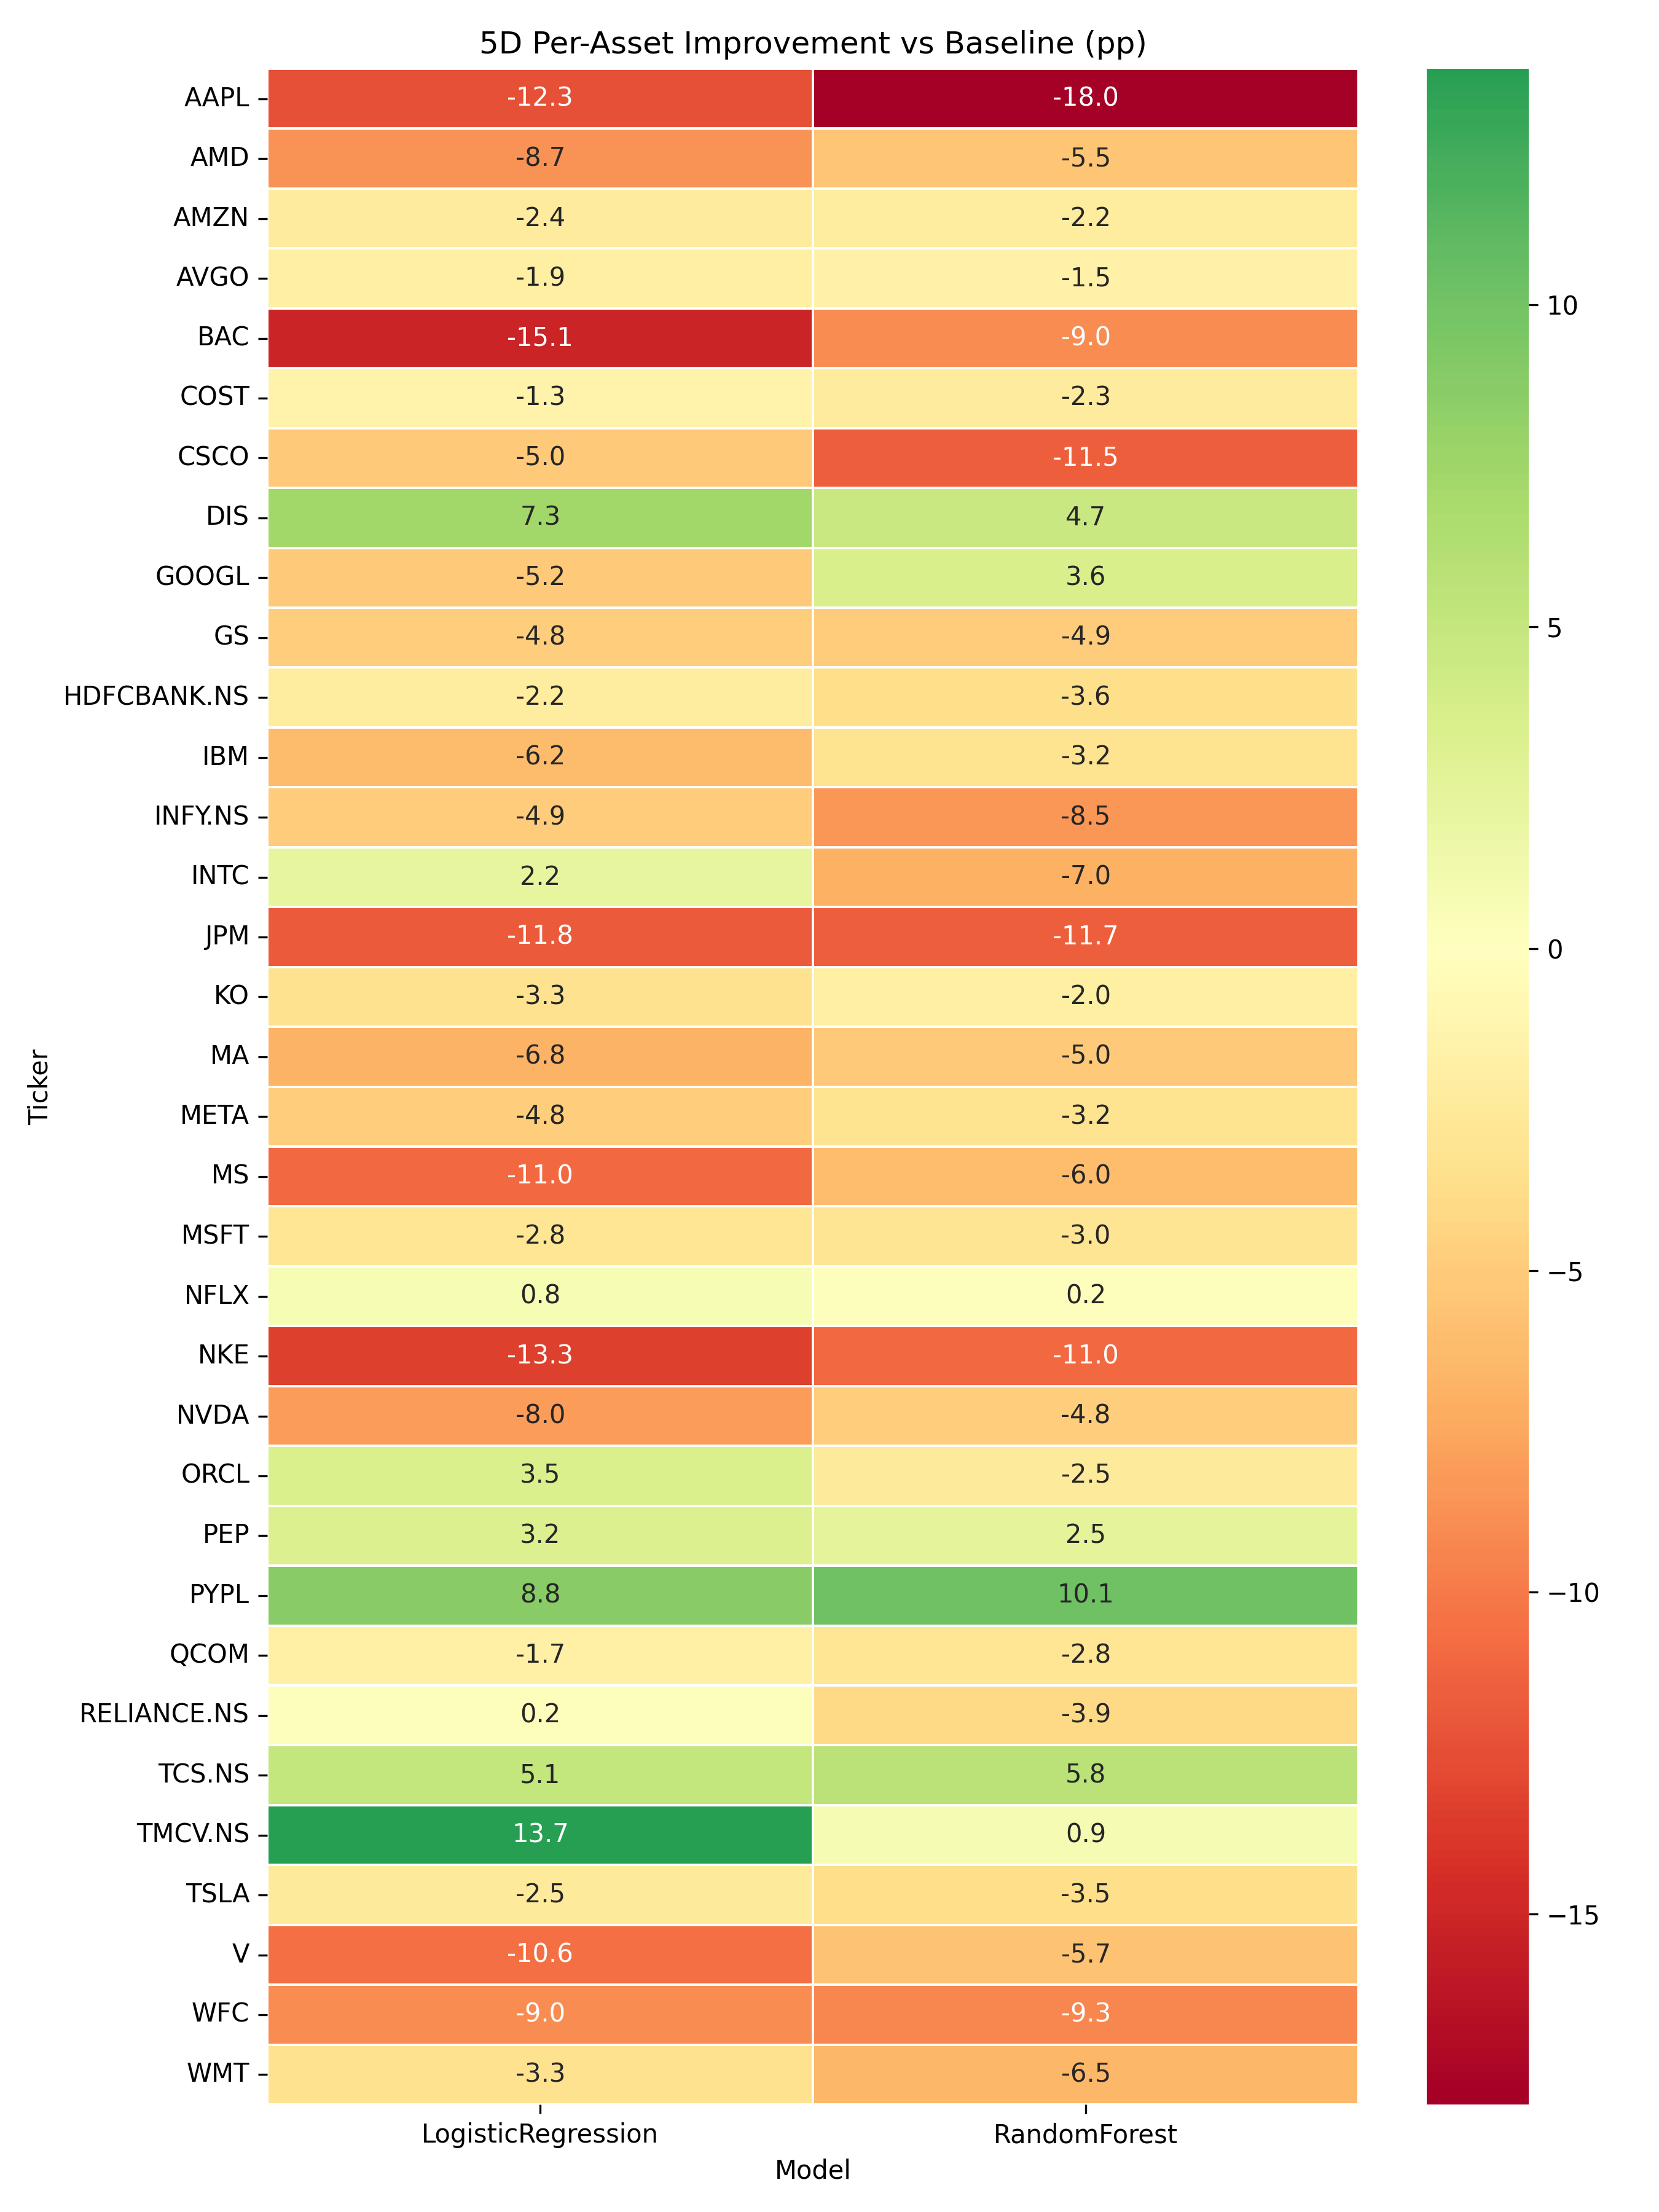 5D Per-Asset Improvement vs Baseline (pp)
AAPL -12.3 -18.0
AMD -8.7 -5.5
AMZN -2.4 -2.2
AVGO -1.9 -1.5
BAC -15.1 -9.0
COST -1.3 -2.3
CSCO -5.0 -11.5
DIS 7.3 4.7
GOOGL -5.2 3.6
GS -4.8 -4.9
HDFCBANK.NS -2.2 -3.6
IBM -6.2 -3.2
INFY.NS -4.9 -8.5
INTC 2.2 -7.0
JPM -11.8 -11.7
KO -3.3 -2.0
MA -6.8 -5.0
META -4.8 -3.2
MS -11.0 -6.0
MSFT -2.8 -3.0
NFLX 0.8 0.2
NKE -13.3 -11.0
NVDA -8.0 -4.8
ORCL 3.5 -2.5
PEP 3.2 2.5
PYPL 8.8 10.1
QCOM -1.7 -2.8
RELIANCE.NS 0.2 -3.9
TCS.NS 5.1 5.8
TMCV.NS 13.7 0.9
TSLA -2.5 -3.5
V -10.6 -5.7
WFC -9.0 -9.3
WMT -3.3 -6.5
LogisticRegression RandomForest
Model
Ticker
10
5
0
−5
−10
−15